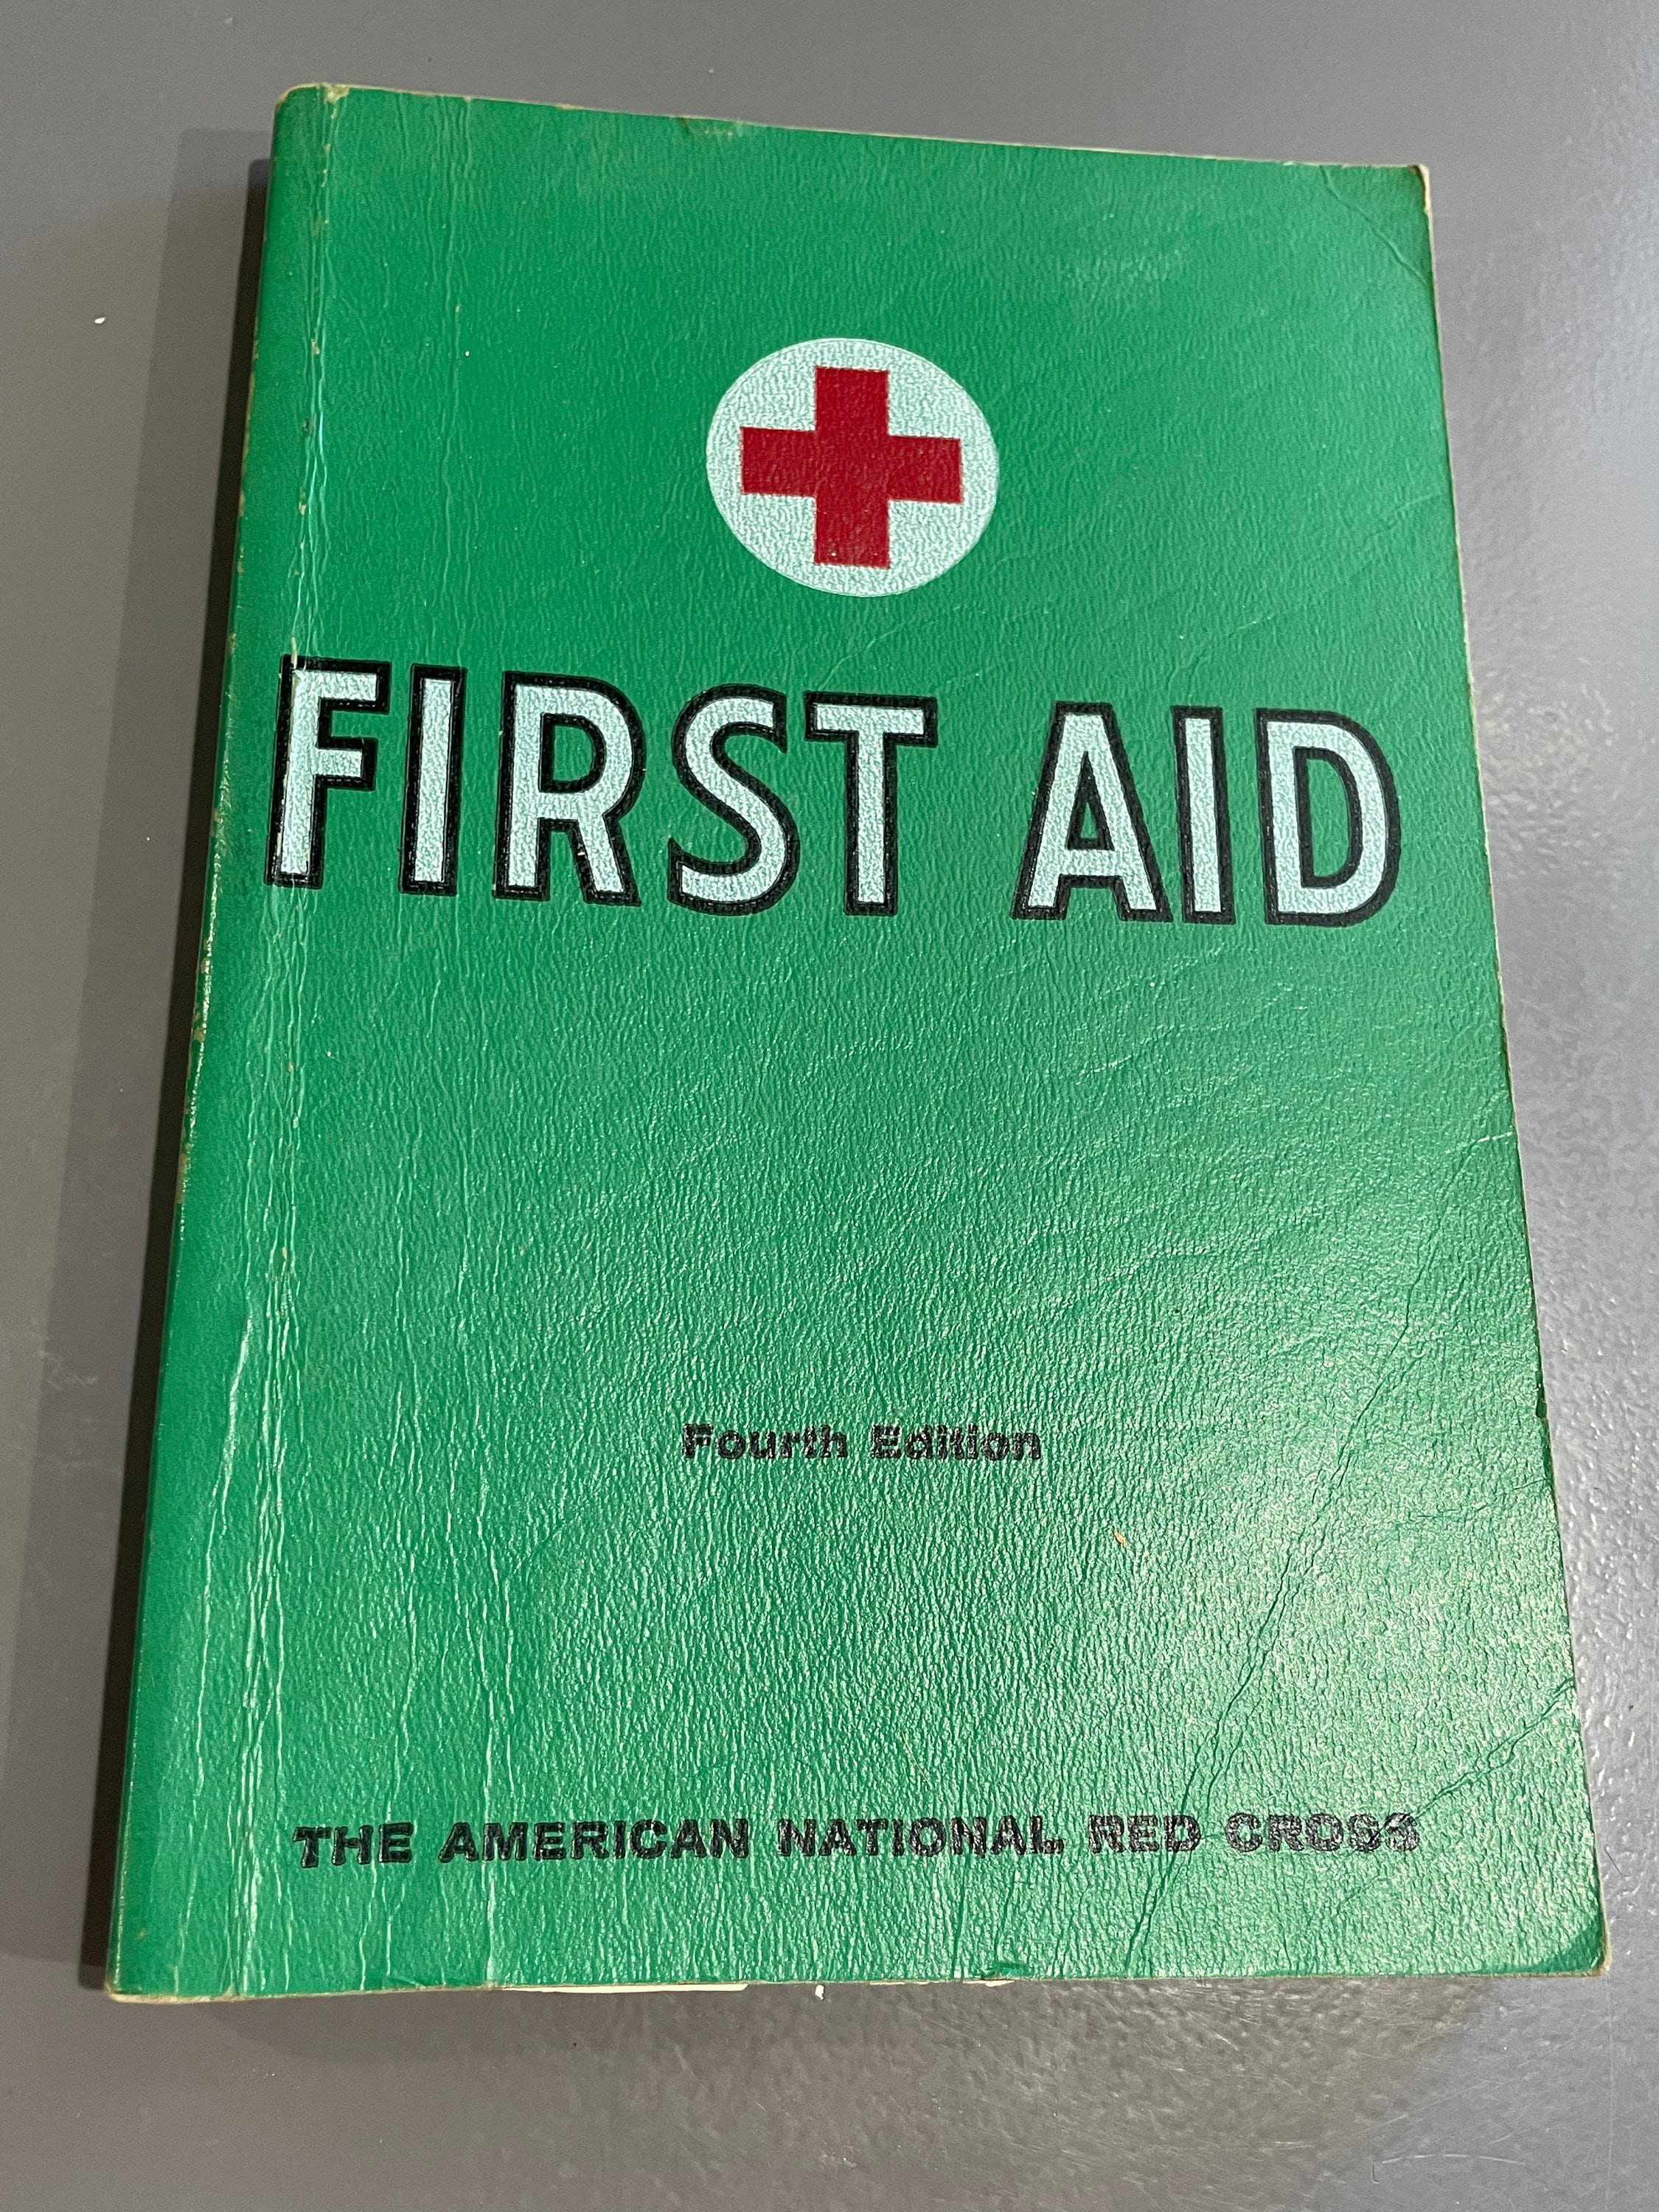 FIRST AID
Fourth Edition
THE AMERICAN NATIONAL RED CROSS